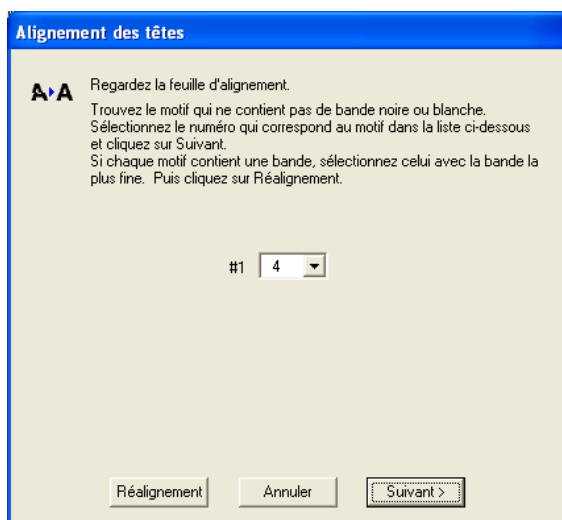 Alignement des têtes
A▸A
Regardez la feuille d'alignement.
Trouvez le motif qui ne contient pas de bande noire ou blanche.
Sélectionnez le numéro qui correspond au motif dans la liste ci-dessous
et cliquez sur Suivant.
Si chaque motif contient une bande, sélectionnez celui avec la bande la
plus fine. Puis cliquez sur Réalignement.
#1 4
Réalignement Annuler Suivant >